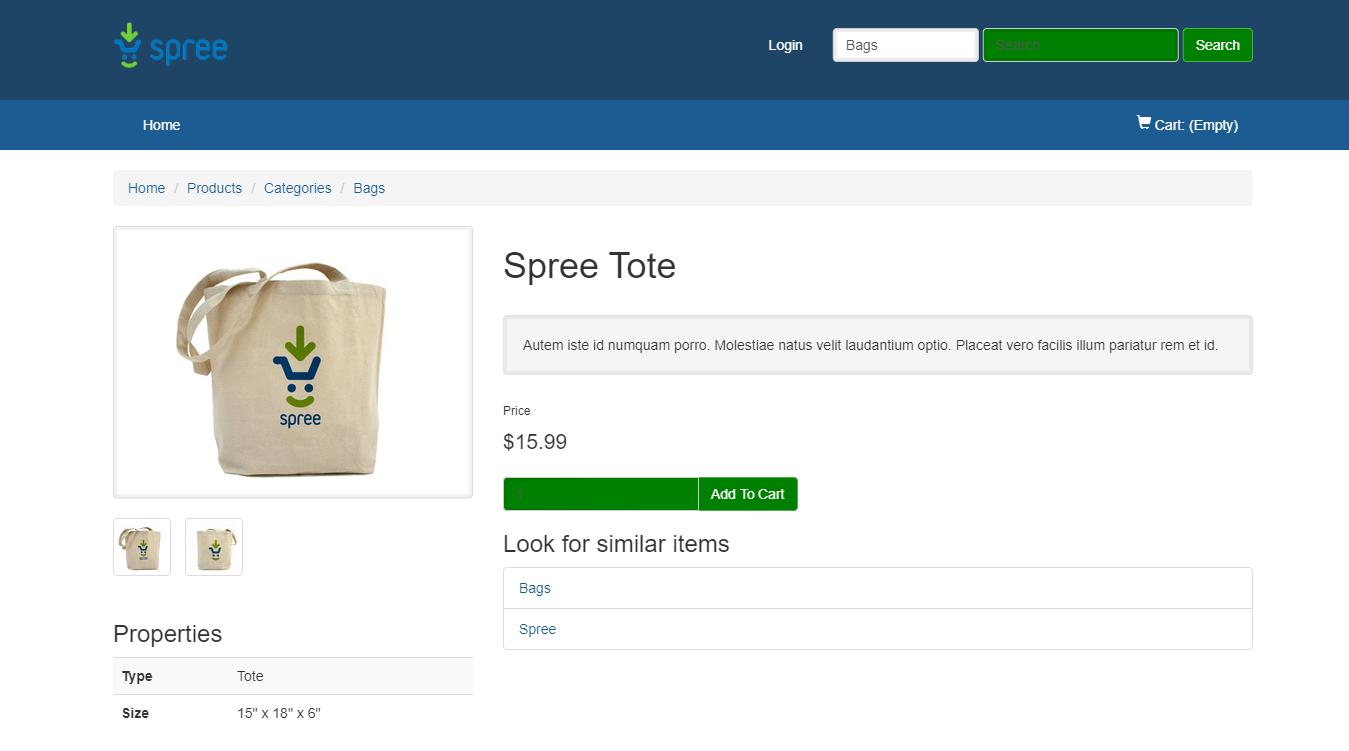 spree
Login
Bags
Search
Search
Home
Cart: (Empty)
Home / Products / Categories / Bags
Spree Tote
spree
Autem iste id numquam porro. Molestiae natus velit laudantium optio. Placeat vero facilis illum pariatur rem et id.
Price
$15.99
1
Add To Cart
Look for similar items
Bags
Spree
Properties
Type Tote
Size 15" x 18" x 6"